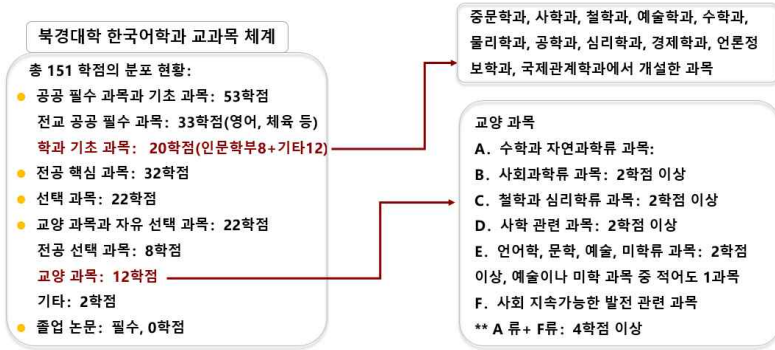 북경대학 한국어학과 교과목 체계
총 151 학점의 분포 현황:
공공 필수 과목과 기초 과목: 53학점
전교 공공 필수 과목: 33학점(영어, 체육 등)
학과 기초 과목: 20학점(인문학부8+기타12)
전공 핵심 과목: 32학점
선택 과목: 22학점
교양 과목과 자유 선택 과목: 22학점
전공 선택 과목: 8학점
교양 과목: 12학점
기타: 2학점
졸업 논문: 필수, 0학점
중문학과, 사학과, 철학과, 예술학과, 수학과,
물리학과, 공학과, 심리학과, 경제학과, 언론정
보학과, 국제관계학과에서 개설한 과목
교양 과목
A. 수학과 자연과학류 과목:
B. 사회과학류 과목: 2학점 이상
C. 철학과 심리학류 과목: 2학점 이상
D. 사학 관련 과목: 2학점 이상
E. 언어학, 문학, 예술, 미학류 과목: 2학점
이상, 예술이나 미학 과목 중 적어도 1과목
F. 사회 지속가능한 발전 관련 과목
** A 류+ F류: 4학점 이상